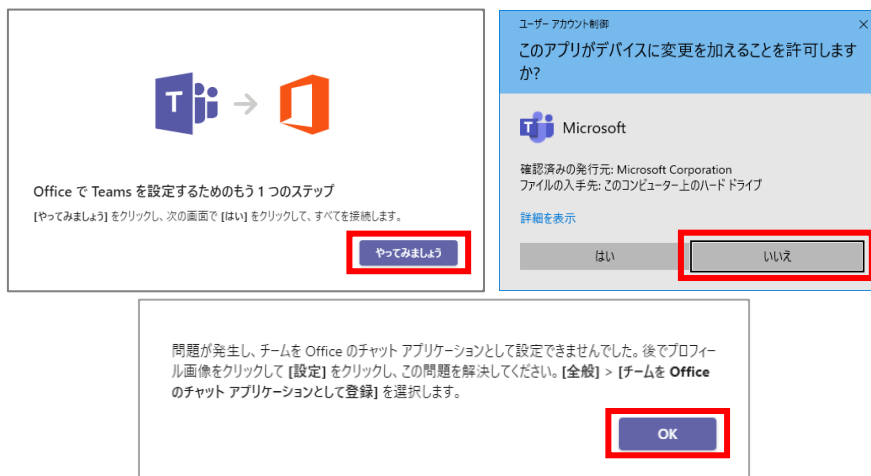 Office で Teams を設定するためのもう 1 つのステップ
[やってみましょう] をクリックし、次の画面で [はい] をクリックして、すべてを接続します。
やってみましょう
ユーザー アカウント制御
このアプリがデバイスに変更を加えることを許可します
か?
Microsoft
確認済みの発行元: Microsoft Corporation
ファイルの入手先: このコンピューター上のハード ドライブ
詳細を表示
はい
いいえ
問題が発生し、チームを Office のチャット アプリケーションとして設定できませんでした。後でプロフィー
ル画像をクリックして [設定] をクリックし、この問題を解決してください。[全般] > [チームを Office
のチャット アプリケーションとして登録] を選択します。
OK